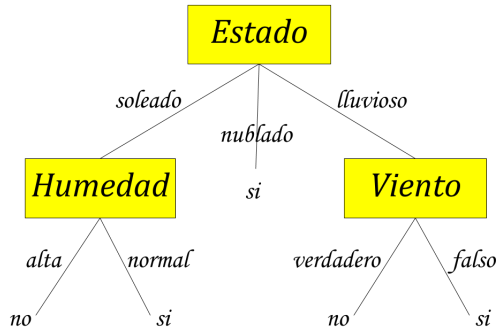 Estado
soleado
nublado
lluvioso
Humedad
si
Viento
alta
normal
verdadero
falso
no
si
no
si